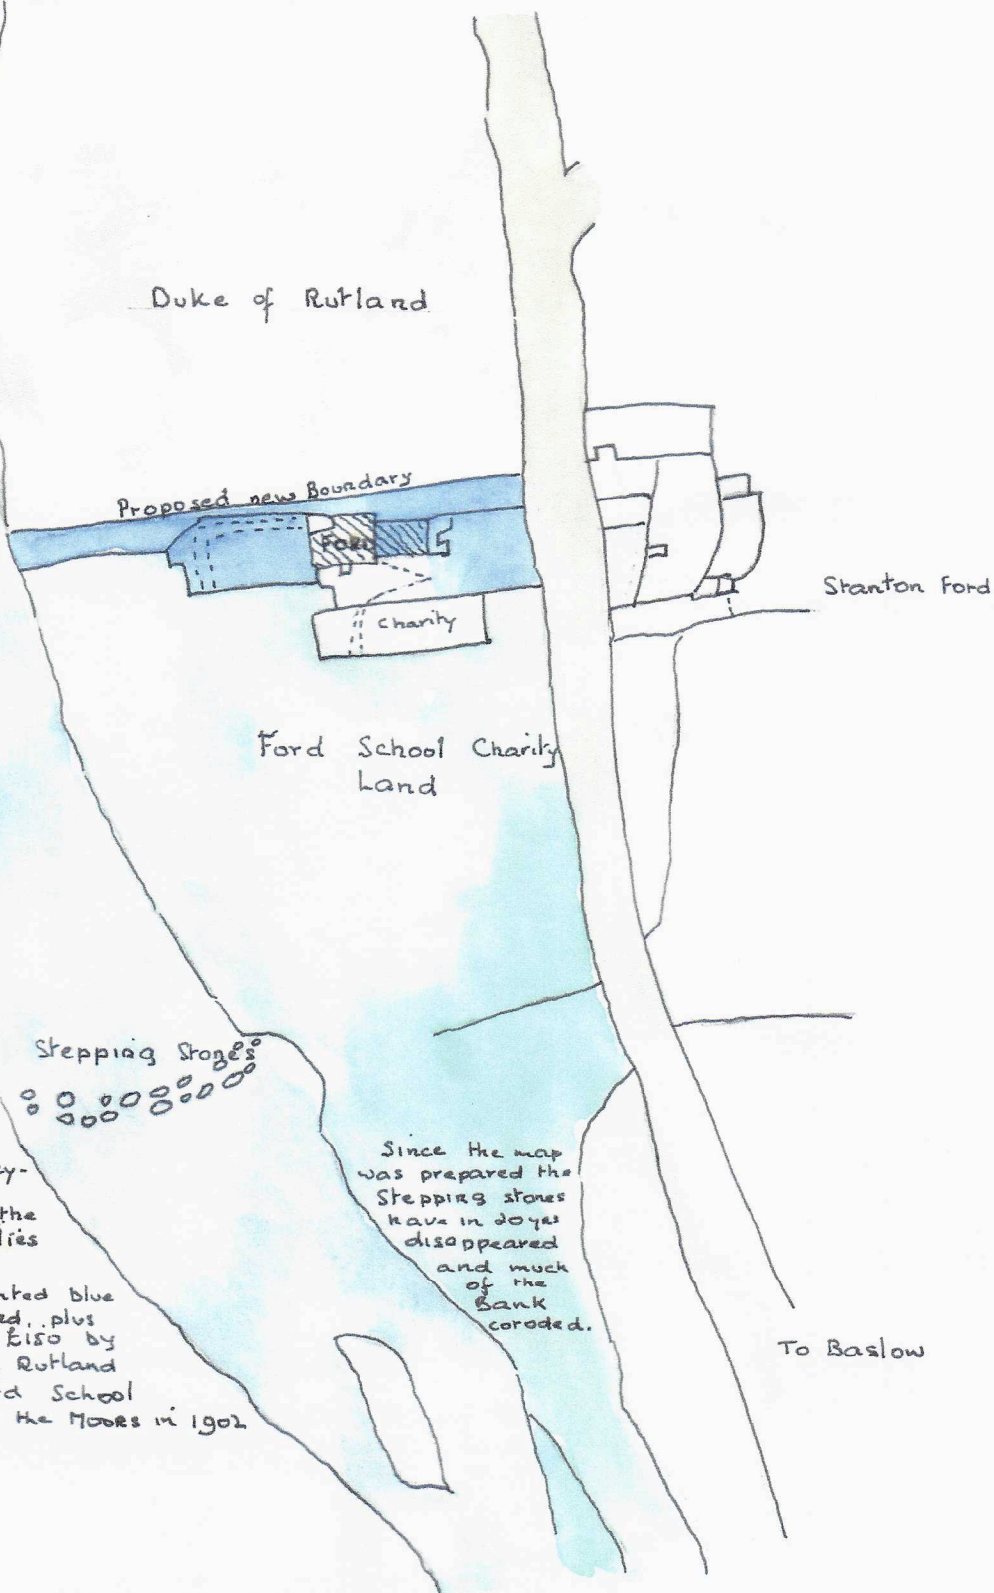 Duke of Rutland
Proposed new Boundary
Ford
Charity
Stanton Ford
Ford School Charity
Land
Stepping Stones
Since the map
was prepared the
Stepping stones
have in 20 yrs
disappeared
and much
of the
Bank
coroded.
the
lies
nted blue
ed, plus
£150 by
Rutland
d School
the Moors in 1902
To Baslow